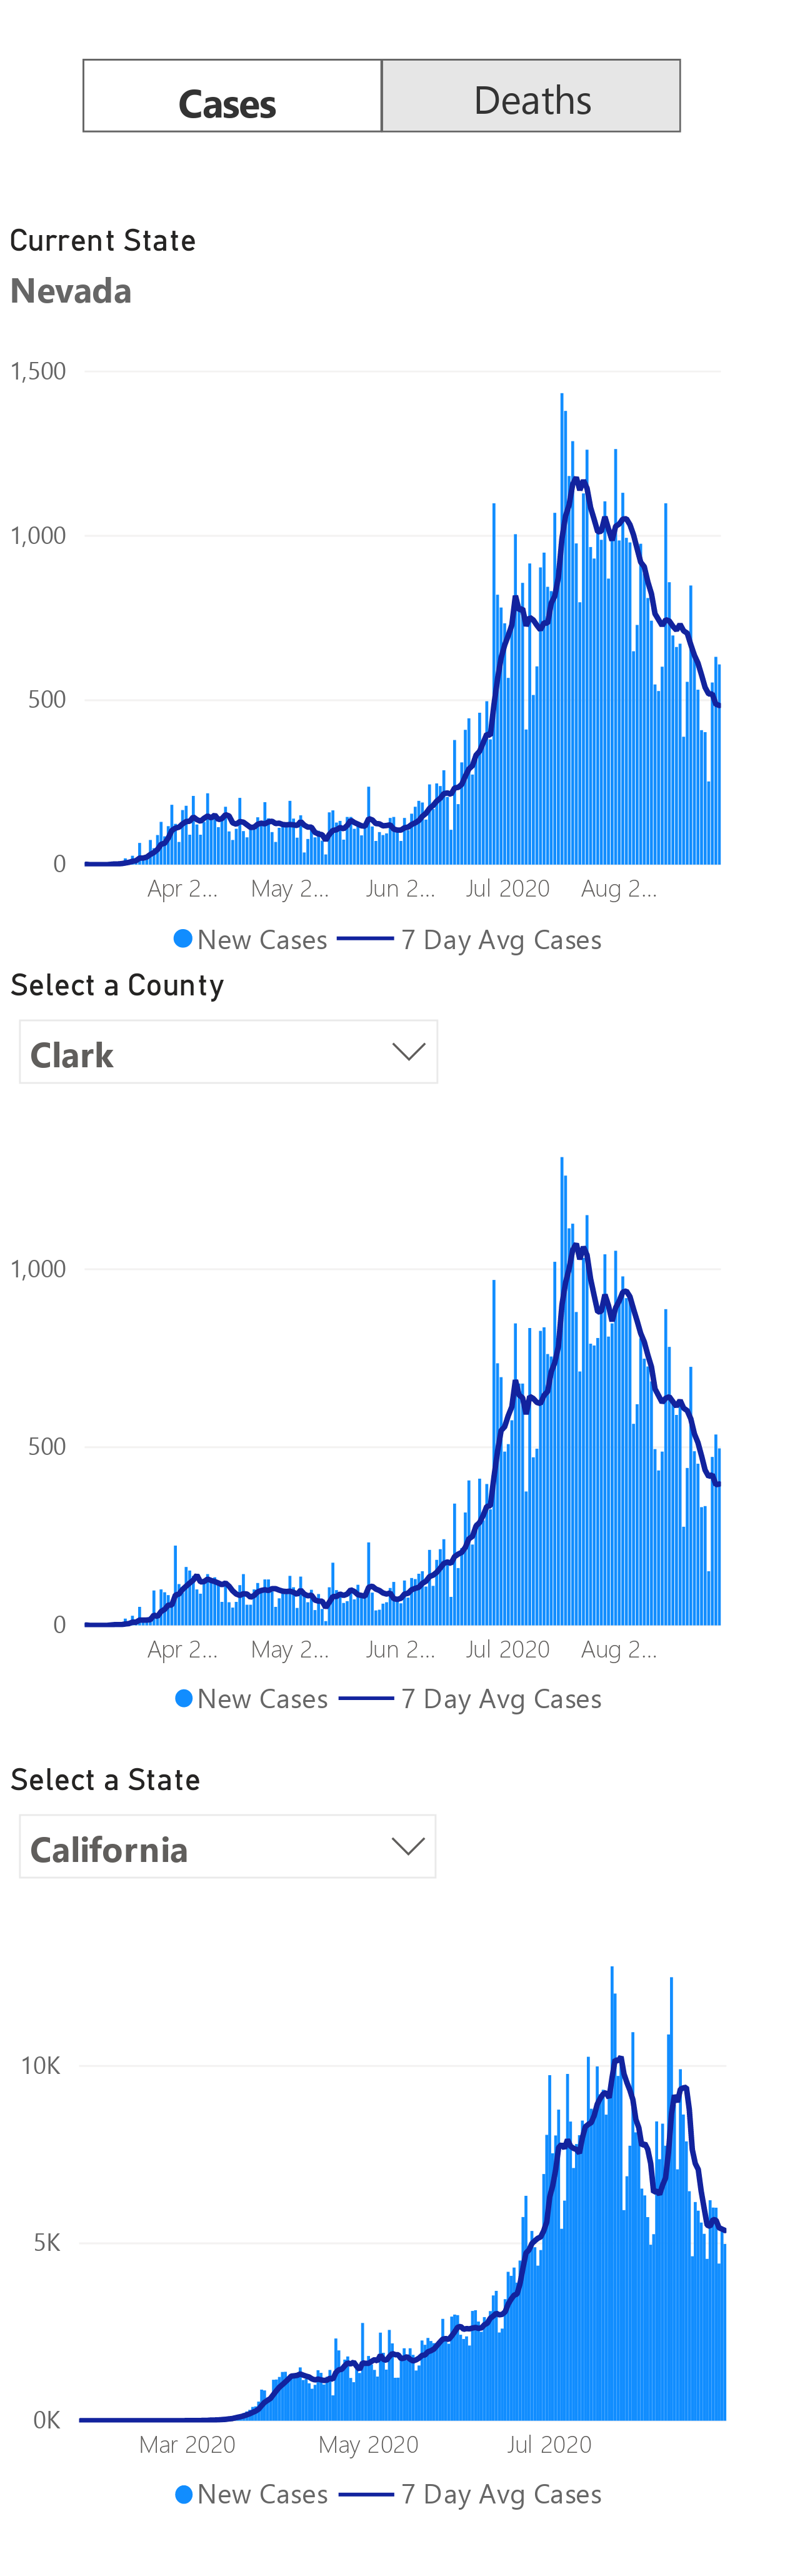 Cases Deaths
Current State
Nevada
1,500
1,000
500
0
Apr 2... May 2... Jun 2... Jul 2020 Aug 2...
New Cases 7 Day Avg Cases
Select a County
Clark
1,000
500
0
Apr 2... May 2... Jun 2... Jul 2020 Aug 2...
New Cases 7 Day Avg Cases
Select a State
California
10K
5K
0K
Mar 2020 May 2020 Jul 2020
New Cases 7 Day Avg Cases